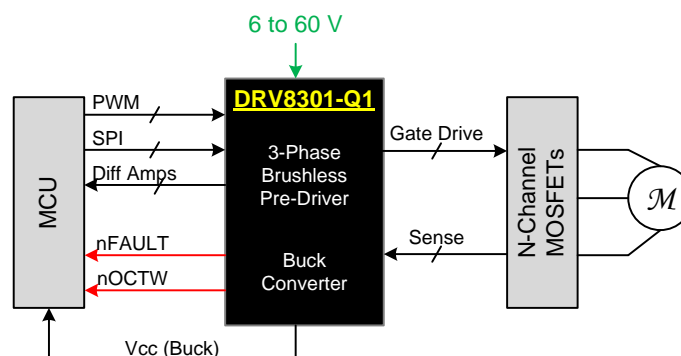 6 to 60 V
DRV8301-Q1
PWM
SPI
Diff Amps
MCU
nFAULT
nOCTW
3-Phase
Brushless
Pre-Driver
Buck
Converter
Gate Drive
Sense
N-Channel
MOSFETs
M
Vcc (Buck)